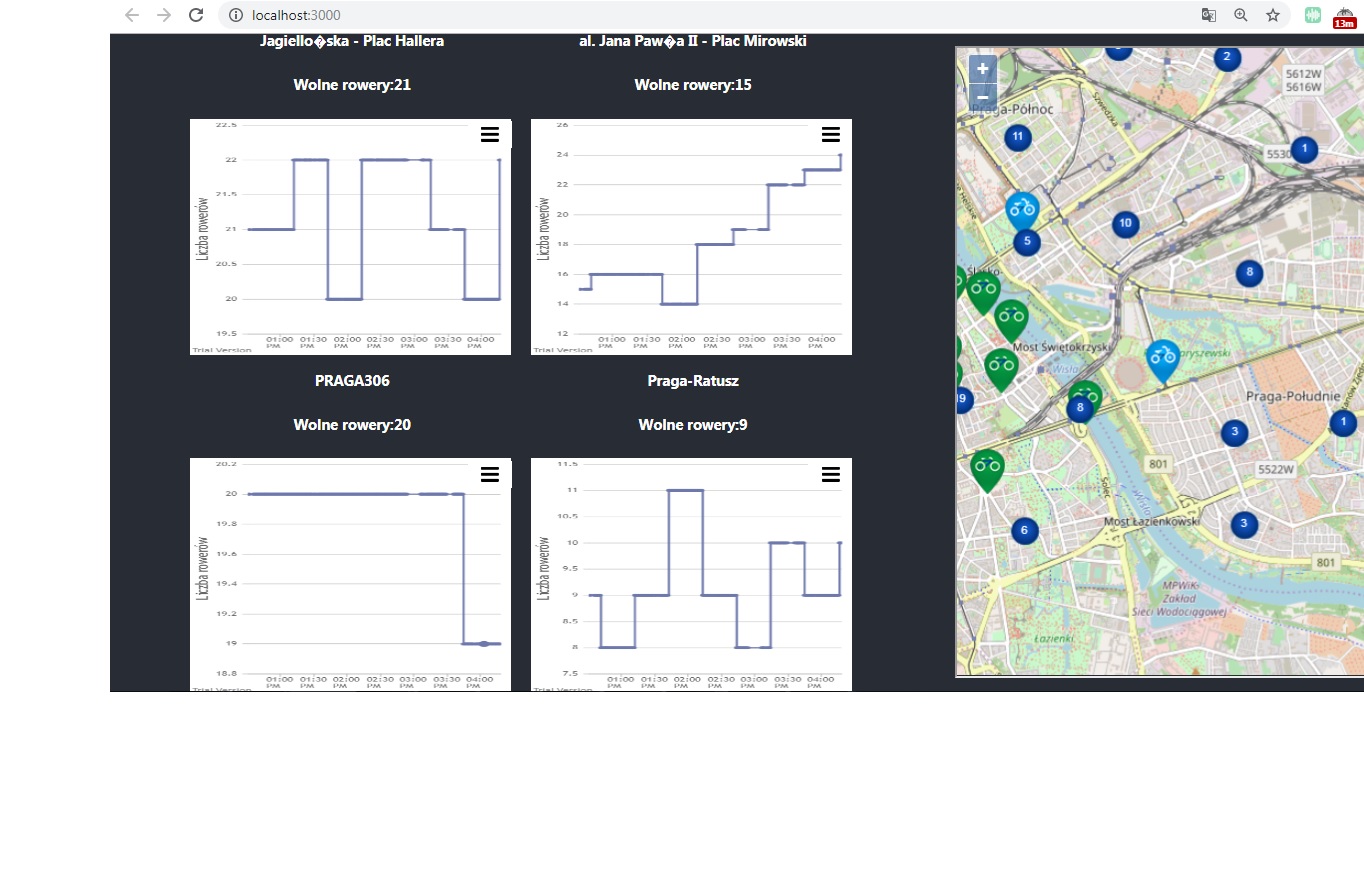 localhost:3000
13m
Jagiello�ska - Plac Hallera
al. Jana Paw�a II - Plac Mirowski
Wolne rowery:21
Wolne rowery:15
22.5
22
21.5
21
20.5
20
19.5
Liczba rowerów
01:00 PM
01:30 PM
02:00 PM
02:30 PM
03:00 PM
03:30 PM
04:00 PM
Trial Version
26
24
22
20
18
16
14
12
Liczba rowerów
01:00 PM
01:30 PM
02:00 PM
02:30 PM
03:00 PM
03:30 PM
04:00 PM
Trial Version
PRAGA306
Praga-Ratusz
Wolne rowery:20
Wolne rowery:9
20.2
20
19.8
19.6
19.4
19.2
19
18.8
Liczba rowerów
01:00 PM
01:30 PM
02:00 PM
02:30 PM
03:00 PM
03:30 PM
04:00 PM
Trial Version
11.5
11
10.5
10
9.5
9
8.5
8
7.5
Liczba rowerów
01:00 PM
01:30 PM
02:00 PM
02:30 PM
03:00 PM
03:30 PM
04:00 PM
Trial Version
+
−
2
5612W
5616W
Praga-Północ
Szwedzka
11
5530
1
5
10
8
Most Świętokrzyski
Wisła
19
8
Praga-Południe
3
1
801
5522W
Solec
Wisła
6
Most Łazienkowski
3
801
MPWiK-
Zakład
Sieci Wodociągowej
Łazienki